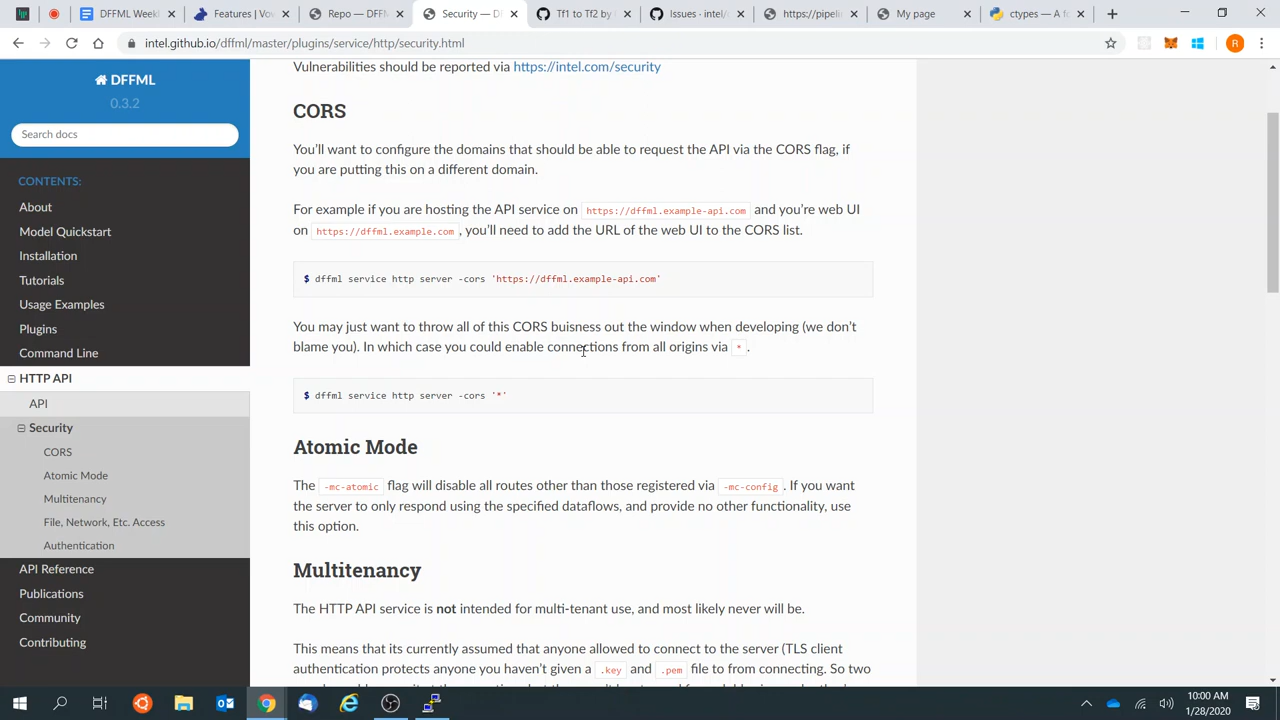 DFFML Weekl
Features | Vow
Repo — DFFM
Security — D
Tf1 to Tf2 by
Issues · intel/
https://pipelin
My page
ctypes — A fo
intel.github.io/dffml/master/plugins/service/http/security.html
R
DFFML
0.3.2
Search docs
CONTENTS:
About
Model Quickstart
Installation
Tutorials
Usage Examples
Plugins
Command Line
HTTP API
API
Security
CORS
Atomic Mode
Multitenancy
File, Network, Etc. Access
Authentication
API Reference
Publications
Community
Contributing
Vulnerabilities should be reported via https://intel.com/security
CORS
You'll want to configure the domains that should be able to request the API via the CORS flag, if
you are putting this on a different domain.
For example if you are hosting the API service on https://dffml.example-api.com and you're web UI
on https://dffml.example.com , you'll need to add the URL of the web UI to the CORS list.
$ dffml service http server -cors 'https://dffml.example-api.com'
You may just want to throw all of this CORS buisness out the window when developing (we don't
blame you). In which case you could enable connections from all origins via * .
$ dffml service http server -cors '*'
Atomic Mode
The -mc-atomic flag will disable all routes other than those registered via -mc-config . If you want
the server to only respond using the specified dataflows, and provide no other functionality, use
this option.
Multitenancy
The HTTP API service is not intended for multi-tenant use, and most likely never will be.
This means that its currently assumed that anyone allowed to connect to the server (TLS client
authentication protects anyone you haven't given a .key and .pem file to from connecting. So two
10:00 AM
1/28/2020